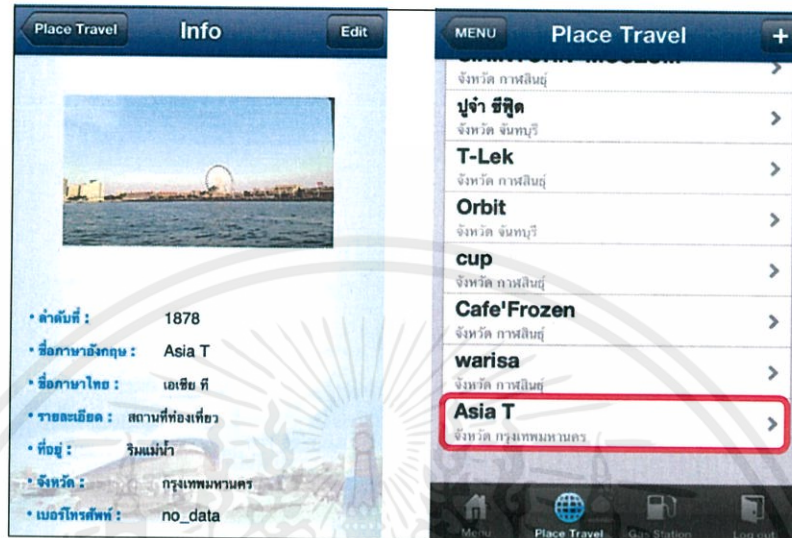 Place Travel Info Edit
• ลำดับที่ : 1878
• ชื่อภาษาอังกฤษ : Asia T
• ชื่อภาษาไทย : เอเชีย ที
• รายละเอียด : สถานที่ท่องเที่ยว
• ที่อยู่ : ริมแม่น้ำ
• จังหวัด : กรุงเทพมหานคร
• เบอร์โทรศัพท์ : no_data
MENU Place Travel +
จังหวัด กาฬสินธุ์
ปูจ๋า ซีฟู๊ด
จังหวัด จันทบุรี
T-Lek
จังหวัด กาฬสินธุ์
Orbit
จังหวัด จันทบุรี
cup
จังหวัด กาฬสินธุ์
Cafe'Frozen
จังหวัด กาฬสินธุ์
warisa
จังหวัด กาฬสินธุ์
Asia T
จังหวัด กรุงเทพมหานคร
Menu Place Travel Gas Station Log out